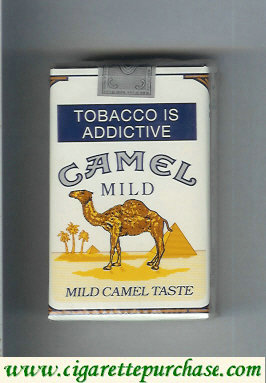 TOBACCO IS
ADDICTIVE
CAMEL
MILD
MILD CAMEL TASTE
www.cigarettepurchase.com